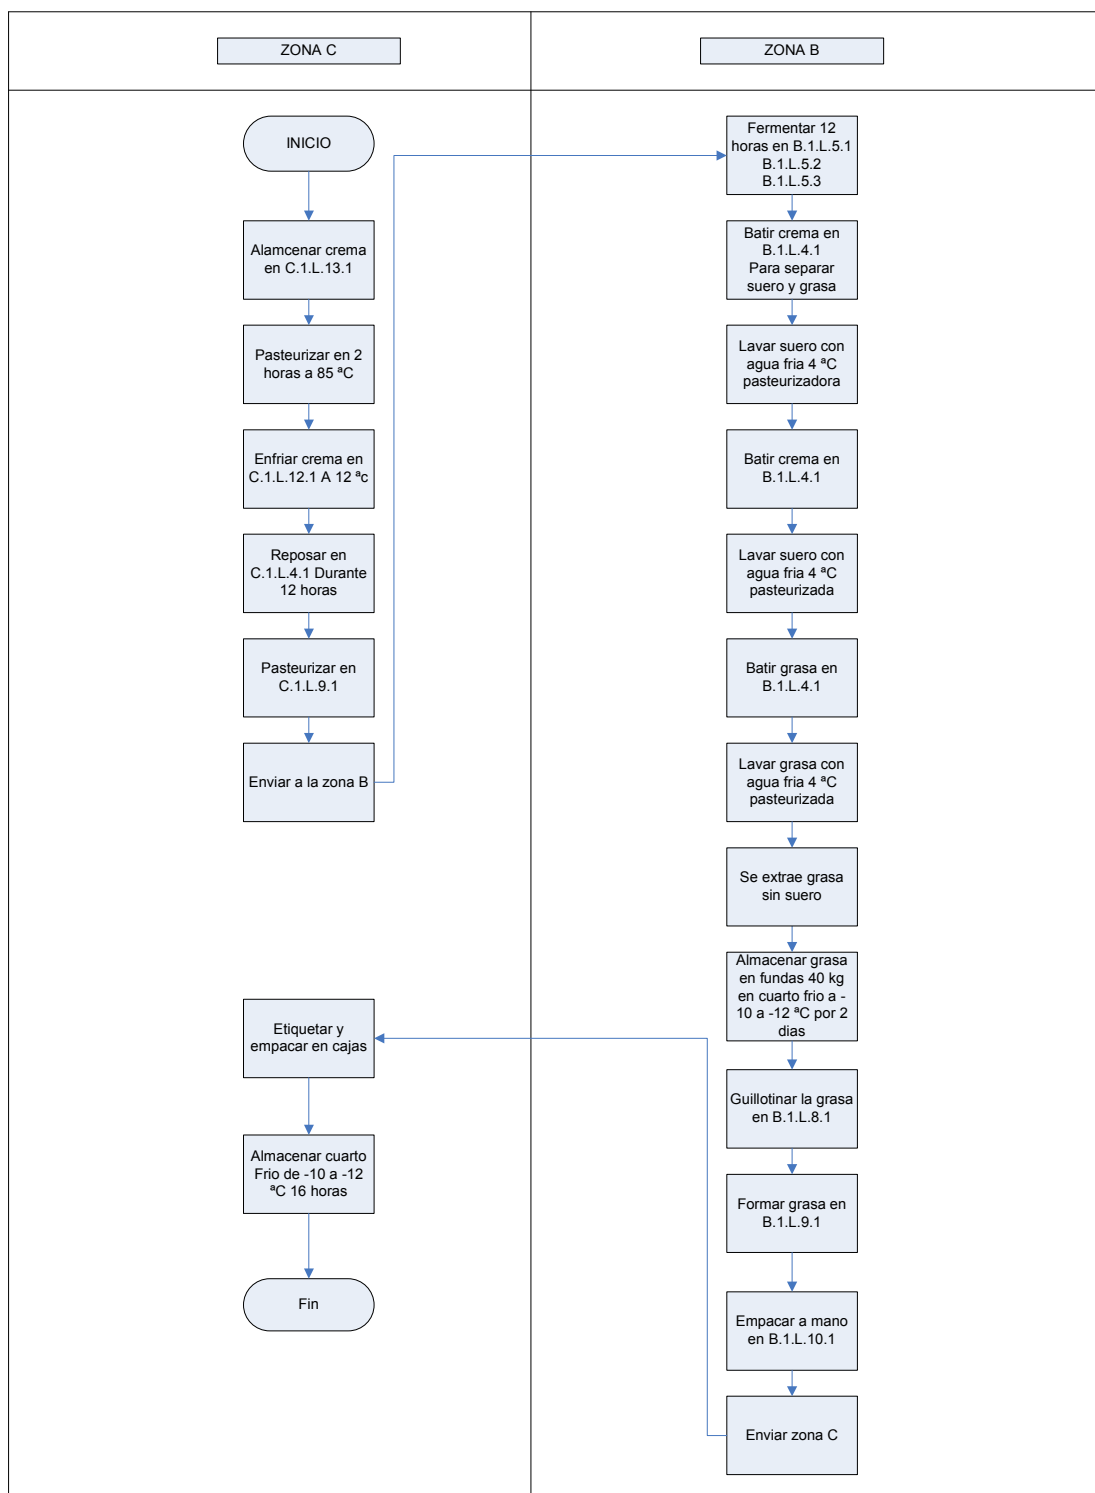 ZONA C
ZONA B
INICIO
Alamcenar crema
en C.1.L.13.1
Pasteurizar en 2
horas a 85 ªC
Enfriar crema en
C.1.L.12.1 A 12 ªc
Reposar en
C.1.L.4.1 Durante
12 horas
Pasteurizar en
C.1.L.9.1
Enviar a la zona B
Fermentar 12
horas en B.1.L.5.1
B.1.L.5.2
B.1.L.5.3
Batir crema en
B.1.L.4.1
Para separar
suero y grasa
Lavar suero con
agua fria 4 ªC
pasteurizadora
Batir crema en
B.1.L.4.1
Lavar suero con
agua fria 4 ªC
pasteurizada
Batir grasa en
B.1.L.4.1
Lavar grasa con
agua fria 4 ªC
pasteurizada
Se extrae grasa
sin suero
Almacenar grasa
en fundas 40 kg
en cuarto frio a -
10 a -12 ªC por 2
dias
Guillotinar la grasa
en B.1.L.8.1
Formar grasa en
B.1.L.9.1
Empacar a mano
en B.1.L.10.1
Enviar zona C
Etiquetar y
empacar en cajas
Almacenar cuarto
Frio de -10 a -12
ªC 16 horas
Fin